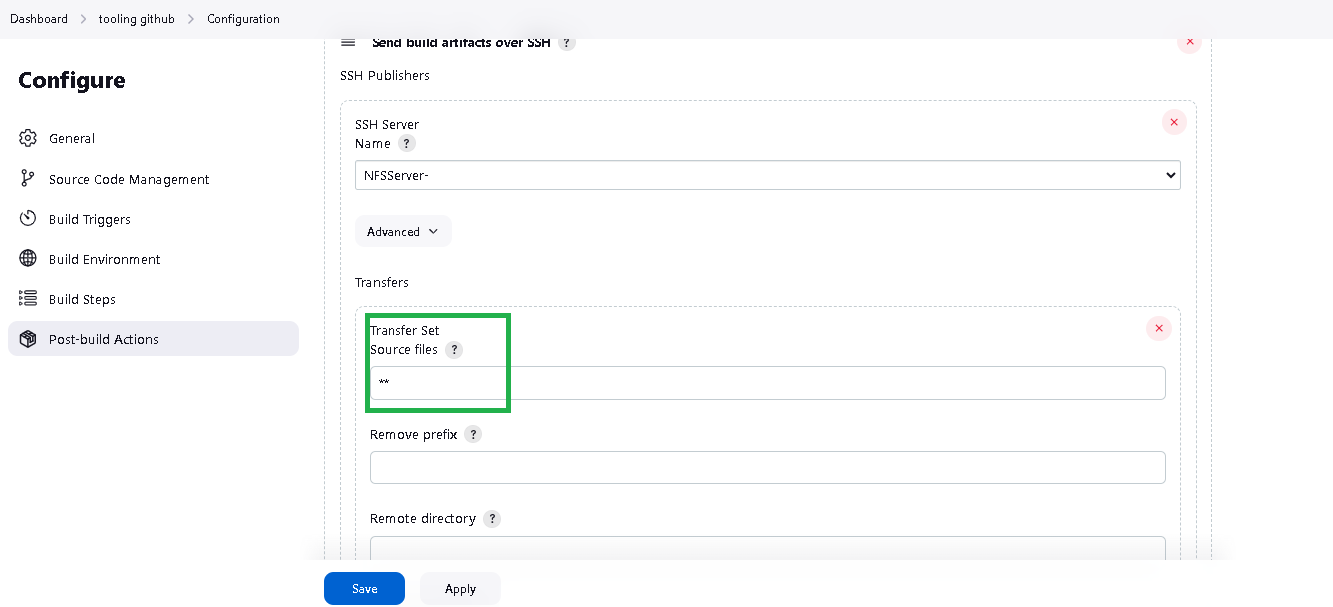 Dashboard > tooling github > Configuration
Configure
General
Source Code Management
Build Triggers
Build Environment
Build Steps
Post-build Actions
Send build artifacts over SSH ?
SSH Publishers
SSH Server
Name ?
NFSServer-
Advanced
Transfers
Transfer Set
Source files ?
**
Remove prefix ?
Remote directory ?
Save
Apply